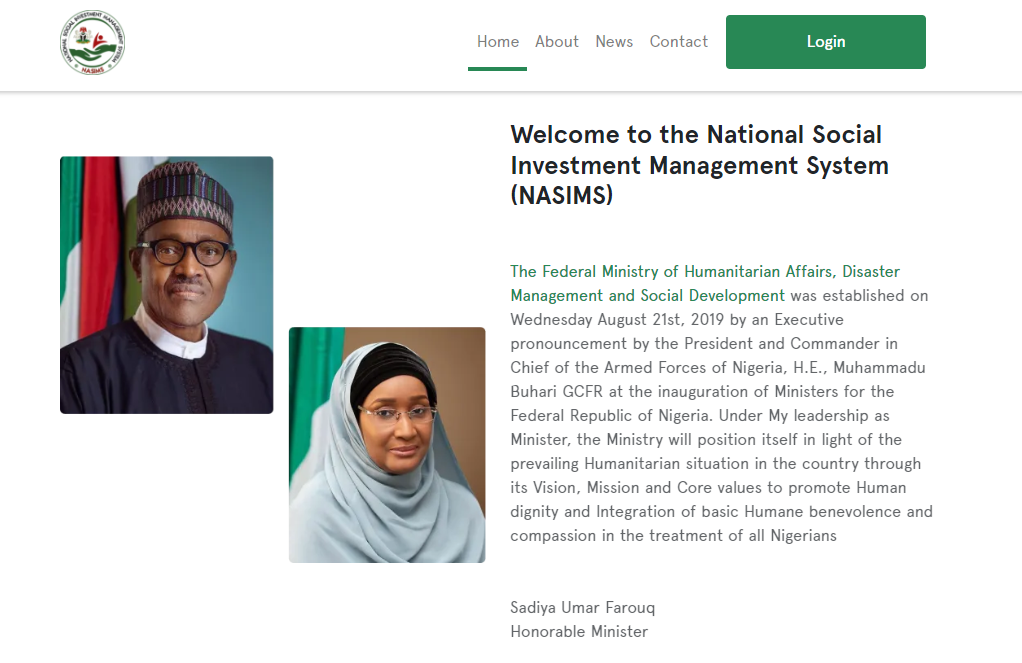 NATIONAL SOCIAL INVESTMENT MANAGEMENT SYSTEM
NASIMS
Home About News Contact Login
Welcome to the National Social
Investment Management System
(NASIMS)
The Federal Ministry of Humanitarian Affairs, Disaster
Management and Social Development was established on
Wednesday August 21st, 2019 by an Executive
pronouncement by the President and Commander in
Chief of the Armed Forces of Nigeria, H.E., Muhammadu
Buhari GCFR at the inauguration of Ministers for the
Federal Republic of Nigeria. Under My leadership as
Minister, the Ministry will position itself in light of the
prevailing Humanitarian situation in the country through
its Vision, Mission and Core values to promote Human
dignity and Integration of basic Humane benevolence and
compassion in the treatment of all Nigerians
Sadiya Umar Farouq
Honorable Minister